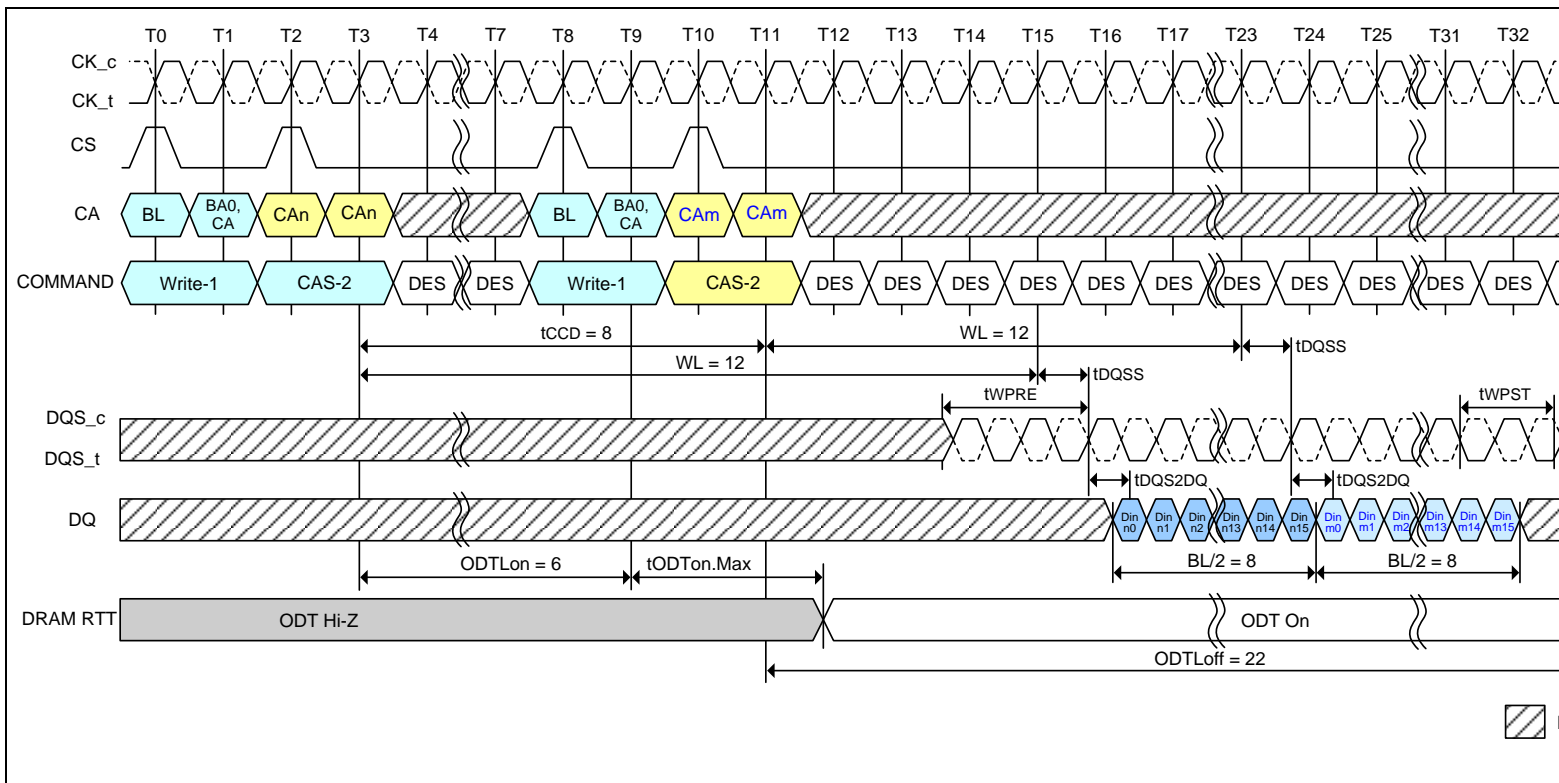 T0 T1 T2 T3 T4 T7 T8 T9 T10 T11 T12 T13 T14 T15 T16 T17 T23 T24 T25 T31 T32
CK_c
CK_t
CS
CA BL BA0, CA CAn CAn BL BA0, CA CAm CAm
COMMAND Write-1 CAS-2 DES DES Write-1 CAS-2 DES DES DES DES DES DES DES DES DES DES DES
tCCD = 8 WL = 12 tDQSS
WL = 12 tDQSS
tWPRE tWPST
DQS_c
DQS_t
tDQS2DQ tDQS2DQ
DQ Din n0 Din n1 Din n2 Din n13 Din n14 Din n15 Din m0 Din m1 Din m2 Din m13 Din m14 Din m15
BL/2 = 8 BL/2 = 8
ODTLon = 6 tODTon.Max
DRAM RTT ODT Hi-Z ODT On
ODTLoff = 22